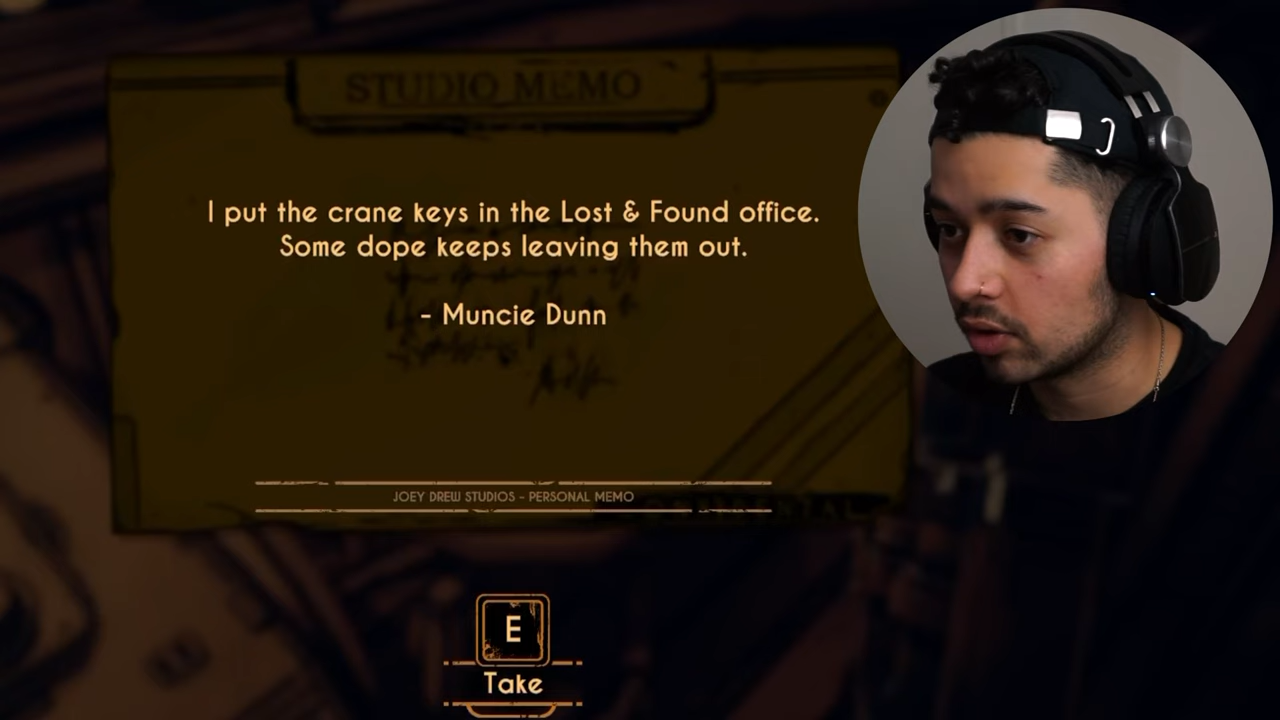 STUDIO MEMO
I put the crane keys in the Lost & Found office.
Some dope keeps leaving them out.
- Muncie Dunn
JOEY DREW STUDIOS - PERSONAL MEMO
E
Take